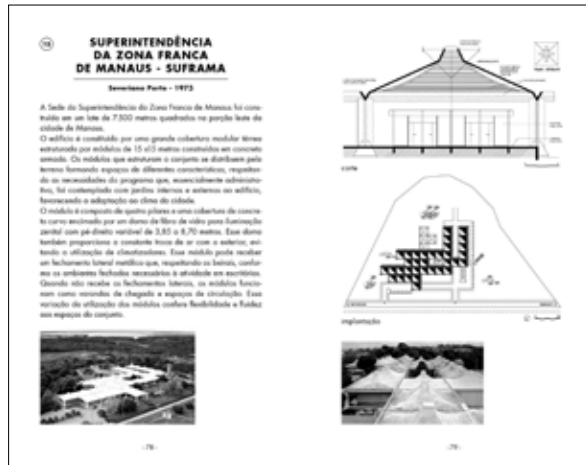 SUPERINTENDÊNCIA
DA ZONA FRANCA
DE MANAUS - SUFRAMA
Severiano Porto - 1973
A Sede da Superintendência da Zona Franca de Manaus foi cons-
truída em um lote de 7.500 metros quadrados na porção leste da
cidade de Manaus.
O edifício é constituído por uma grande cobertura modular térrea
estruturada por módulos de 15 x15 metros construídos em concreto
armado. Os módulos que estruturam o conjunto se distribuem pelo
terreno formando espaços de diferentes características, respeitan-
do as necessidades do programa que, essencialmente administra-
tivo, foi contemplado com jardins internos e externos ao edifício,
favorecendo a adaptação ao clima da cidade.
O módulo é composto de quatro pilares e uma cobertura de concre-
to curvo encimado por um domo de fibra de vidro para iluminação
zenital com pé-direito variável de 3,85 a 8,70 metros. Esse domo
também proporciona a constante troca de ar com o exterior, evi-
tando a utilização de climatizadores. Esse módulo pode receber
um fechamento lateral metálico que, respeitando os beirais, confor-
ma os ambientes fechados necessários à atividade em escritórios.
Quando não recebe os fechamentos laterais, os módulos funcio-
nam como varandas de chegada e espaços de circulação. Essa
variação da utilização dos módulos confere flexibilidade e fluidez
aos espaços do conjunto.
-78-
corte
implantação
-79-